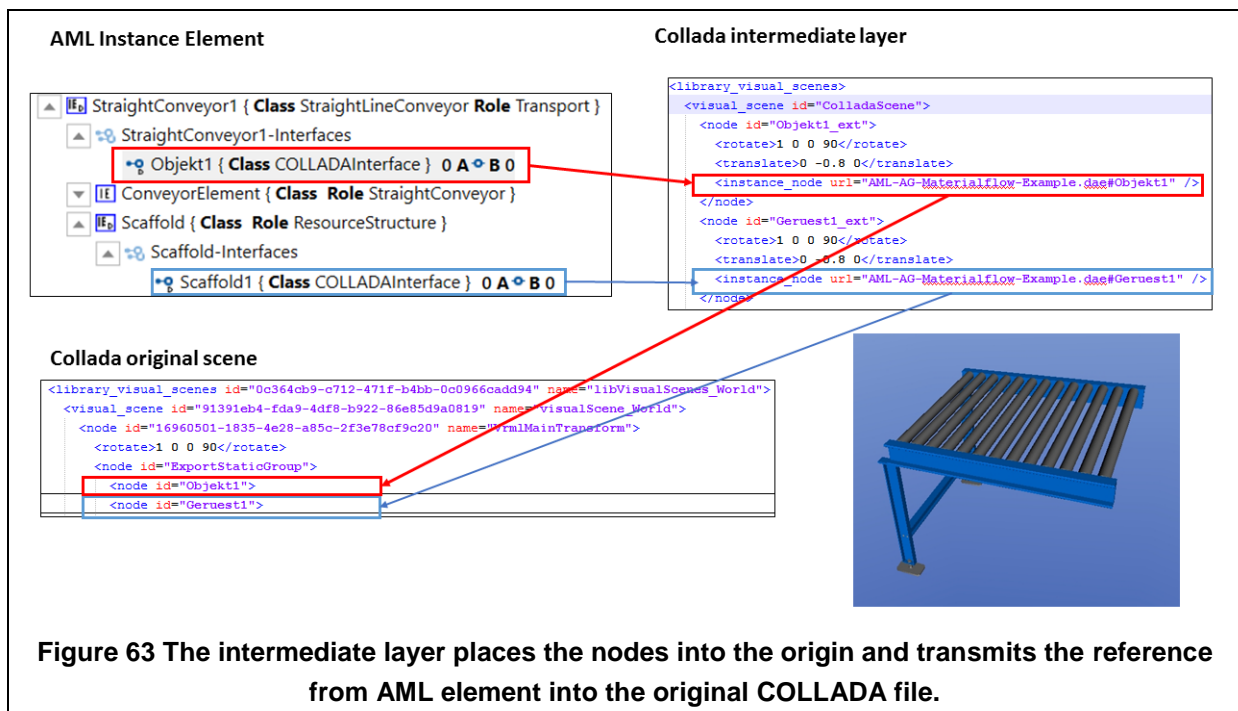 AML Instance Element
StraightConveyor1 { Class StraightLineConveyor Role Transport }
StraightConveyor1-Interfaces
Objekt1 { Class COLLADAInterface } 0 A B 0
ConveyorElement { Class Role StraightConveyor }
Scaffold { Class Role ResourceStructure }
Scaffold-Interfaces
Scaffold1 { Class COLLADAInterface } 0 A B 0
Collada intermediate layer
<library_visual_scenes>
<visual_scene id="ColladaScene">
<node id="Objekt1_ext">
<rotate>1 0 0 90</rotate>
<translate>0 -0.8 0</translate>
<instance_node url="AML-AG-Materialflow-Example.dae#Objekt1" />
</node>
<node id="Geruest1_ext">
<rotate>1 0 0 90</rotate>
<translate>0 -0.8 0</translate>
<instance_node url="AML-AG-Materialflow-Example.dae#Geruest1" />
</node>
Collada original scene
<library_visual_scenes id="0c364cb9-c712-471f-b4bb-0c0966cadd94" name="libVisualScenes_World">
<visual_scene id="91391eb4-fda9-4df8-b922-86e85d9a0819" name="visualScene_World">
<node id="16960501-1835-4e28-a85c-2f3e78cf9c20" name="VrmlMainTransform">
<rotate>1 0 0 90</rotate>
<node id="ExportStaticGroup">
<node id="Objekt1">
<node id="Geruest1">
Figure 63 The intermediate layer places the nodes into the origin and transmits the reference
from AML element into the original COLLADA file.